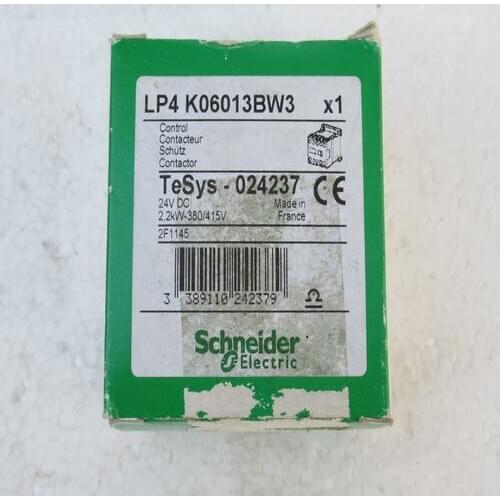 LP4 K06013BW3 x1
Control
Contacteur
Schütz
Contactor
TeSys - 024237 CE
24V DC Made in
2,2kW-380/415V France
2F1145
3 389110 242379
Schneider
Electric